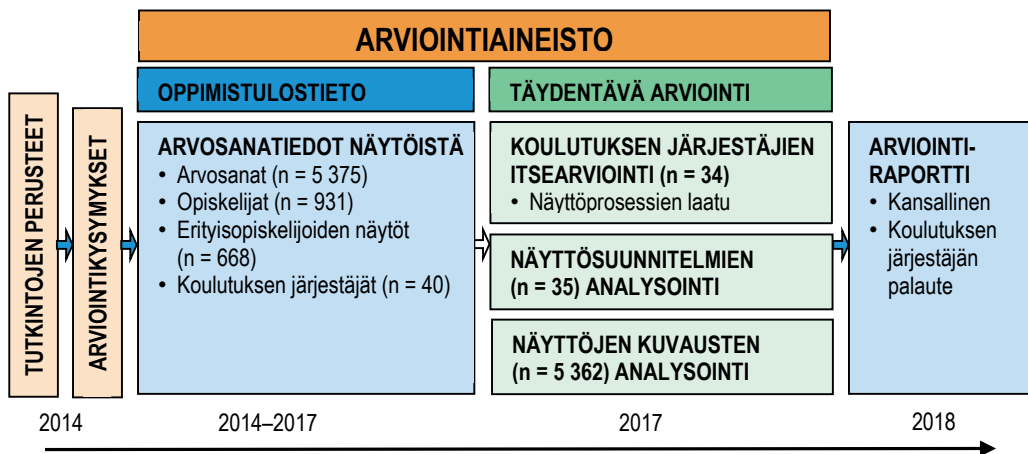 ARVIOINTIAINEISTO
OPPIMISTULOSTIETO
TÄYDENTÄVÄ ARVIOINTI
TUTKINTOJEN PERUSTEET
ARVIOINTIKYSYMYKSET
ARVOSANATIEDOT NÄYTÖISTÄ
• Arvosanat (n = 5 375)
• Opiskelijat (n = 931)
• Erityisopiskelijoiden näytöt
(n = 668)
• Koulutuksen järjestäjät (n = 40)
KOULUTUKSEN JÄRJESTÄJIEN
ITSEARVIOINTI (n = 34)
• Näyttöprosessien laatu
NÄYTTÖSUUNNITELMIEN
(n = 35) ANALYSOINTI
NÄYTTÖJEN KUVAUSTEN
(n = 5 362) ANALYSOINTI
ARVIOINTI-
RAPORTTI
• Kansallinen
• Koulutuksen
järjestäjän
palaute
2014
2014–2017
2017
2018